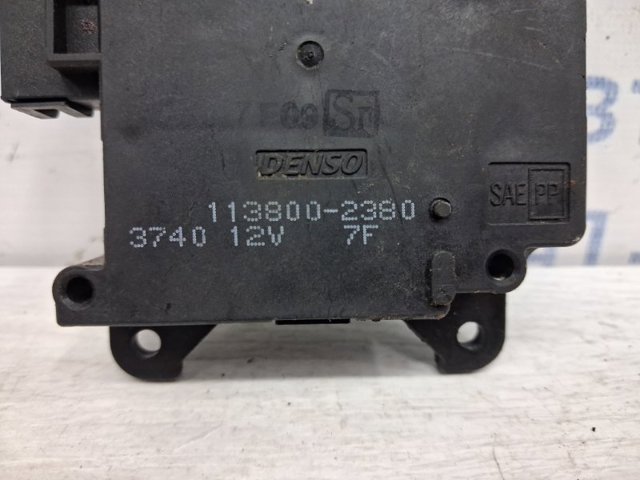 DENSO
SAE PP
113800-2380
3740 12V 7F